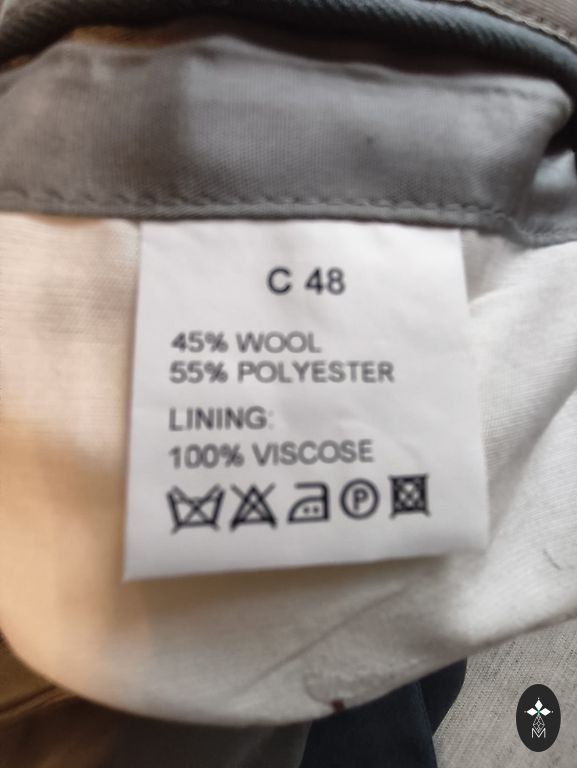 C 48
45% WOOL
55% POLYESTER
LINING:
100% VISCOSE
P
M